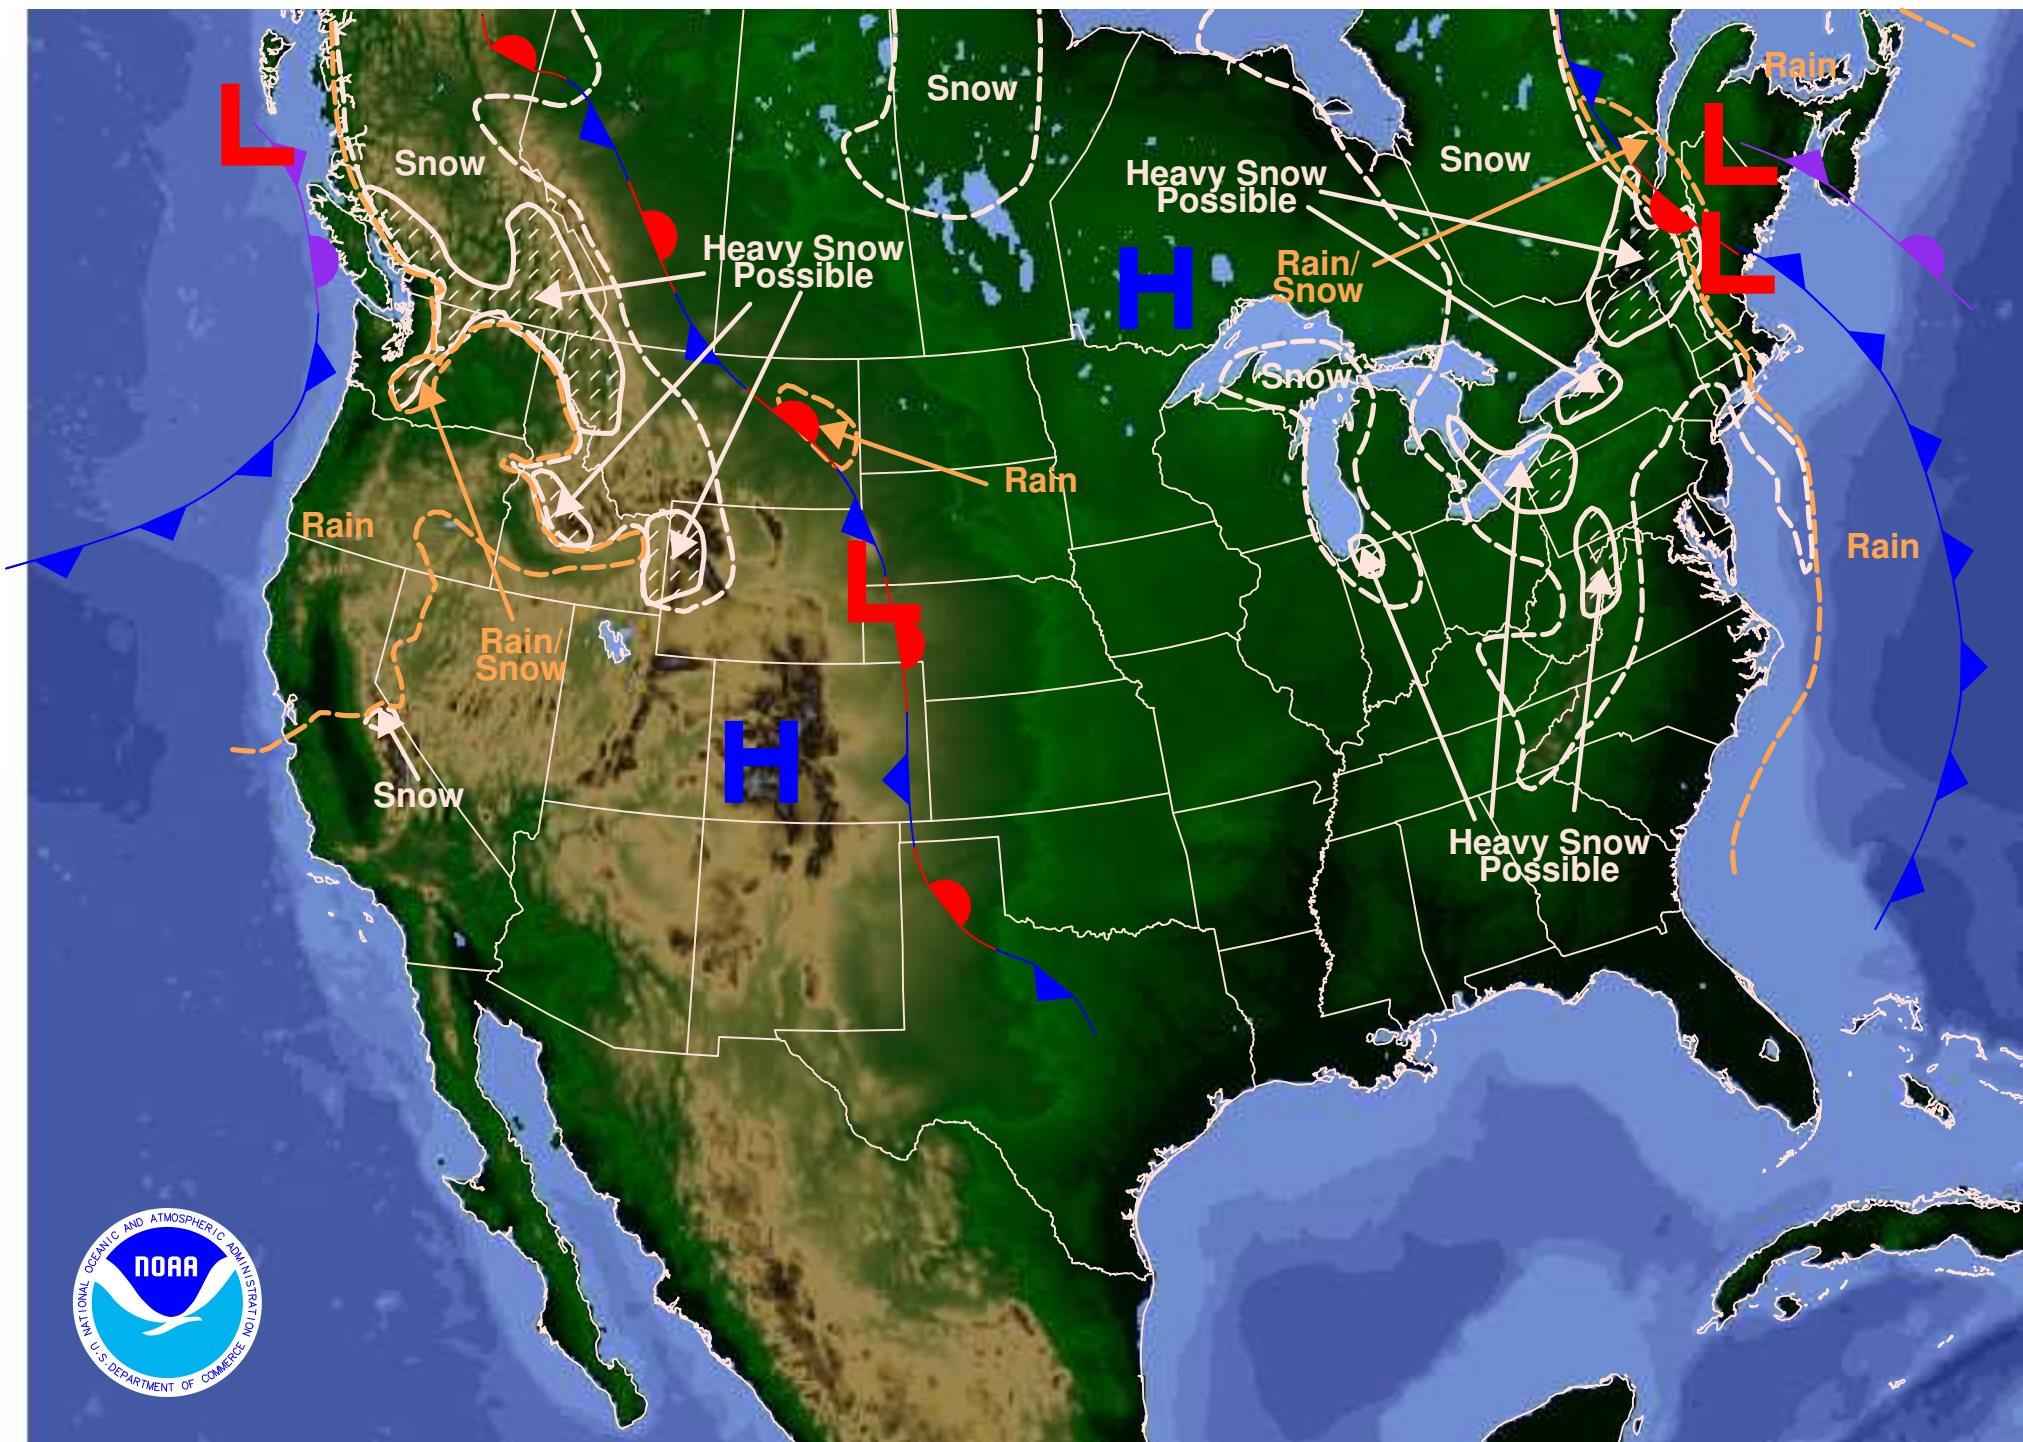 Rain
Snow
Snow
L
L
Snow
Heavy Snow
Possible
Snow
Heavy Snow
Possible
L
H
Rain/
Snow
Snow
Rain
Rain
Rain
L
Rain/
Snow
H
Snow
Heavy Snow
Possible
NOAA
NATIONAL OCEANIC AND ATMOSPHERIC ADMINISTRATION
U.S. DEPARTMENT OF COMMERCE